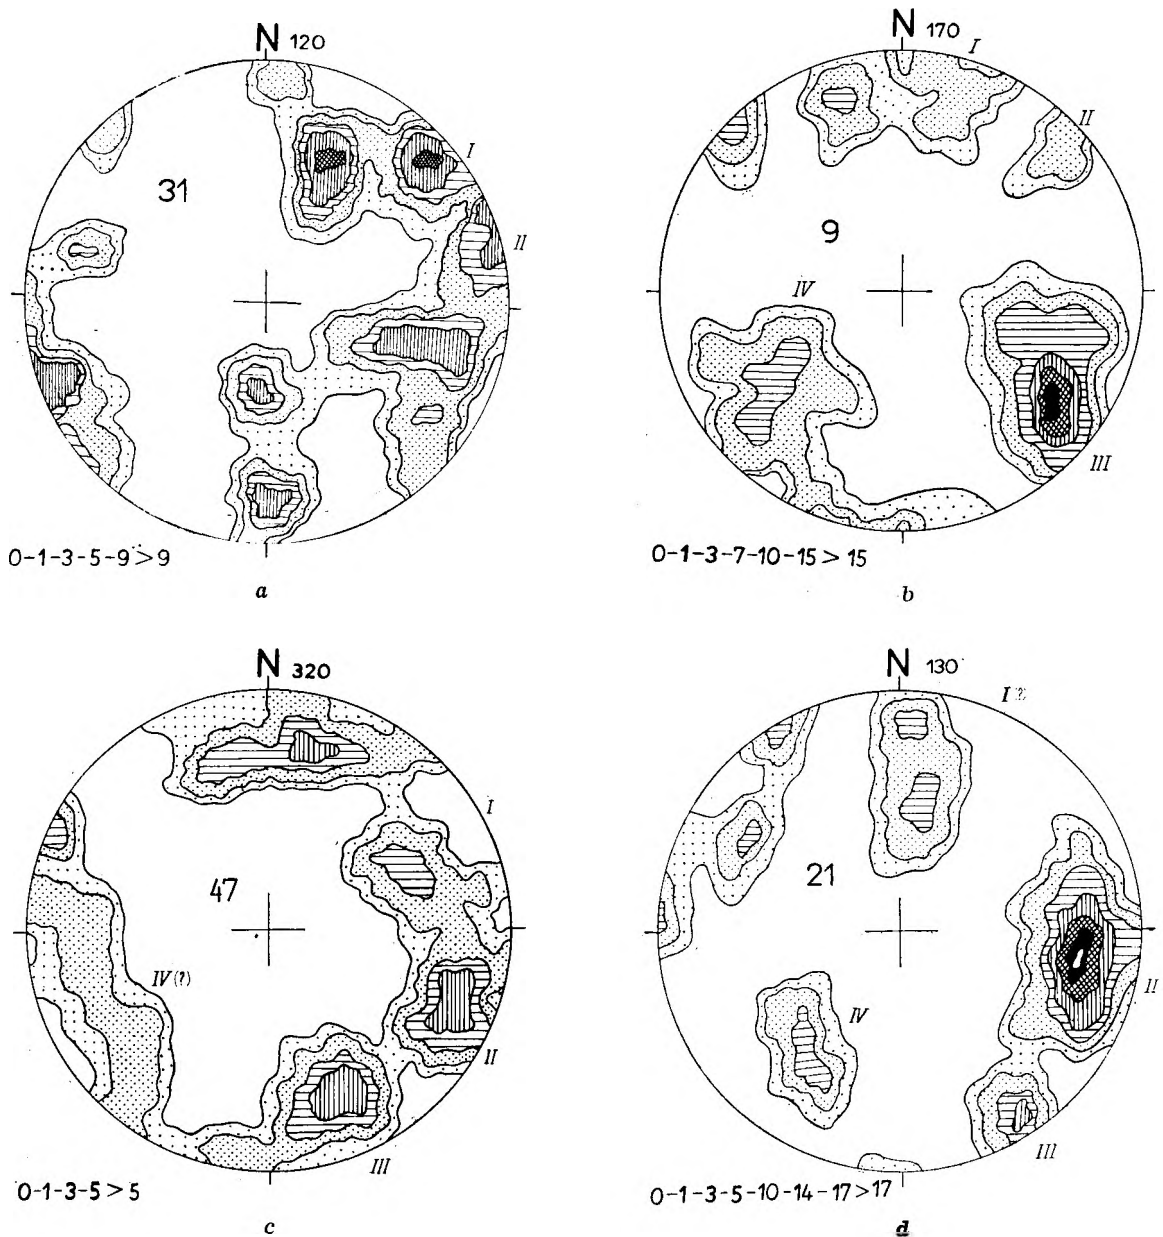 N 120
I
31
II
0-1-3-5-9>9
a
N 170
I
II
9
IV
III
0-1-3-7-10-15>15
b
N 320
I
47
IV (?)
II
III
0-1-3-5>5
c
N 130
I (?)
21
II
IV
III
0-1-3-5-10-14-17>17
d